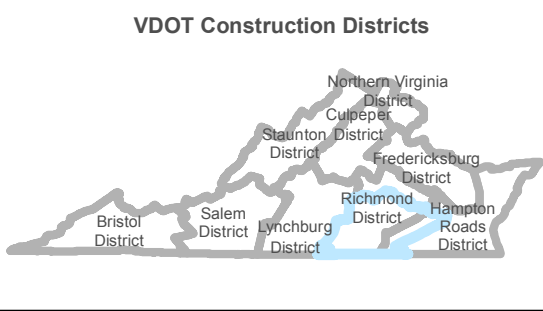 VDOT Construction Districts
Northern Virginia
District
Culpeper
District
Staunton
District
Fredericksburg
District
Richmond
District
Hampton
Roads
District
Salem
District
Lynchburg
District
Bristol
District